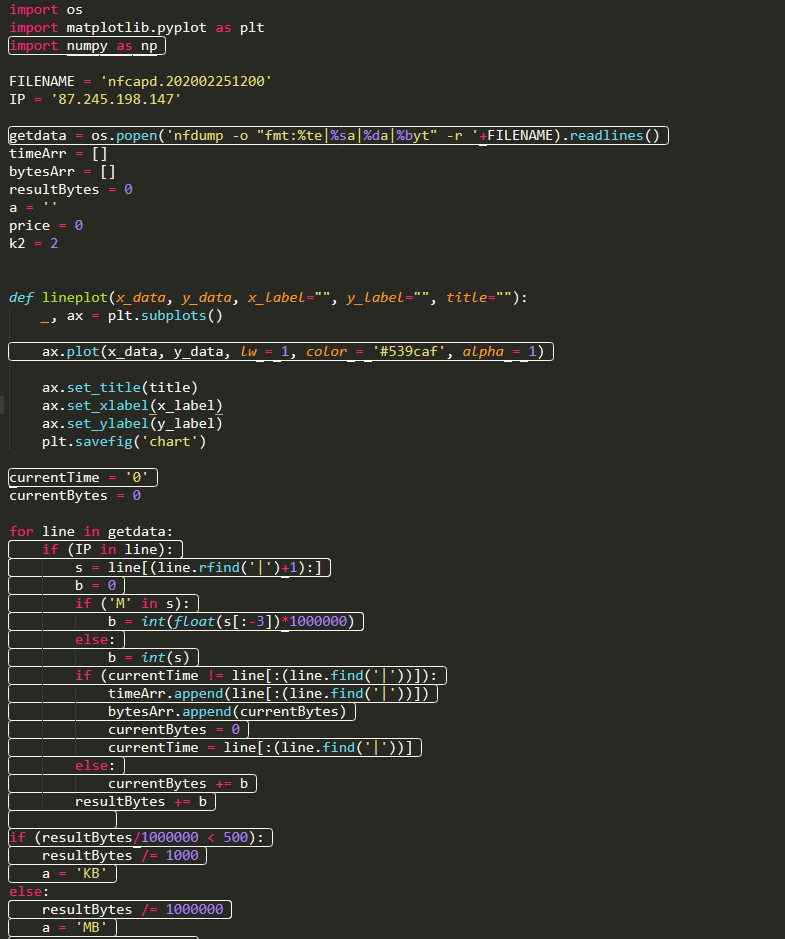 import os
import matplotlib.pyplot as plt
import numpy as np
FILENAME = 'nfcapd.202002251200'
IP = '87.245.198.147'
getdata = os.popen('nfdump -o "fmt:%te|%sa|%da|%byt" -r '+FILENAME).readlines()
timeArr = []
bytesArr = []
resultBytes = 0
a = ''
price = 0
k2 = 2
def lineplot(x_data, y_data, x_label="", y_label="", title=""):
    _, ax = plt.subplots()
    ax.plot(x_data, y_data, lw = 1, color = '#539caf', alpha = 1)
    ax.set_title(title)
    ax.set_xlabel(x_label)
    ax.set_ylabel(y_label)
    plt.savefig('chart')
currentTime = '0'
currentBytes = 0
for line in getdata:
    if (IP in line):
        s = line[(line.rfind('|')+1):]
        b = 0
        if ('M' in s):
            b = int(float(s[:-3])*1000000)
        else:
            b = int(s)
        if (currentTime != line[:(line.find('|'))]):
            timeArr.append(line[:(line.find('|'))])
            bytesArr.append(currentBytes)
            currentBytes = 0
            currentTime = line[:(line.find('|'))]
        else:
            currentBytes += b
        resultBytes += b
if (resultBytes/1000000 < 500):
    resultBytes /= 1000
    a = 'KB'
else:
    resultBytes /= 1000000
    a = 'MB'